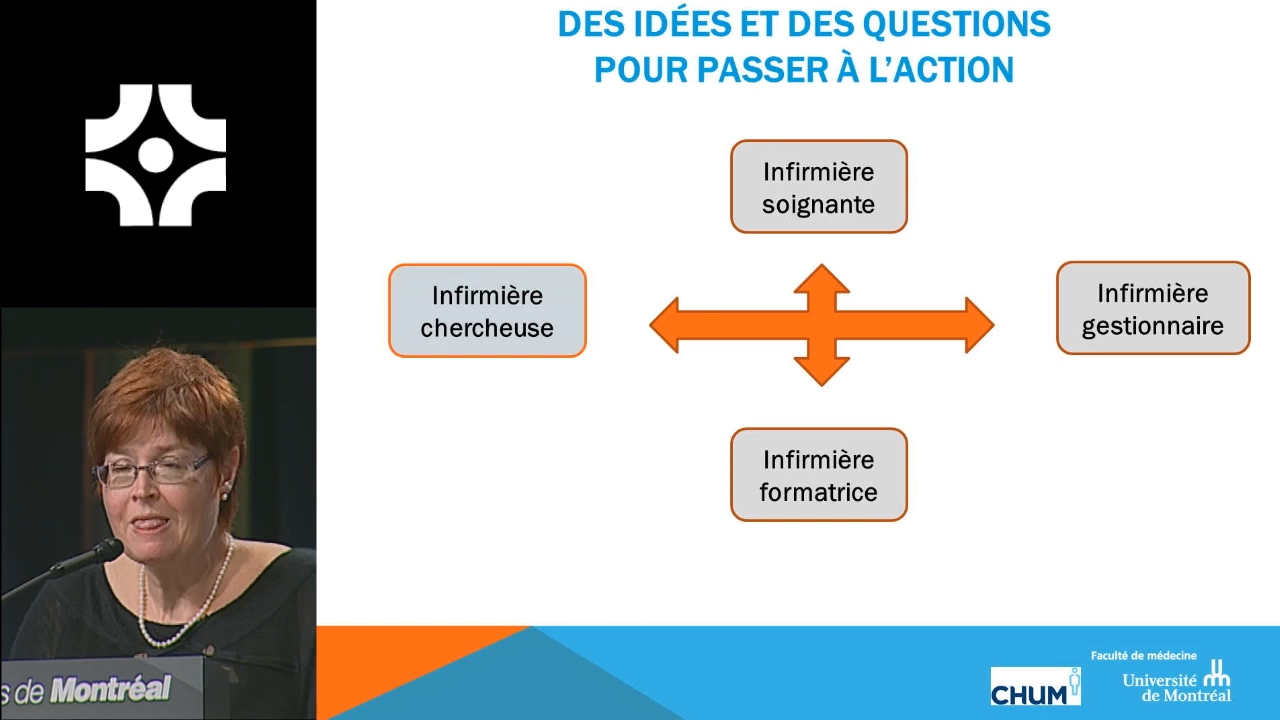 DES IDÉES ET DES QUESTIONS
POUR PASSER À L’ACTION
Infirmière
soignante
Infirmière
chercheuse
Infirmière
gestionnaire
Infirmière
formatrice
s de Montréal
CHUM
Faculté de médecine
Université
de Montréal